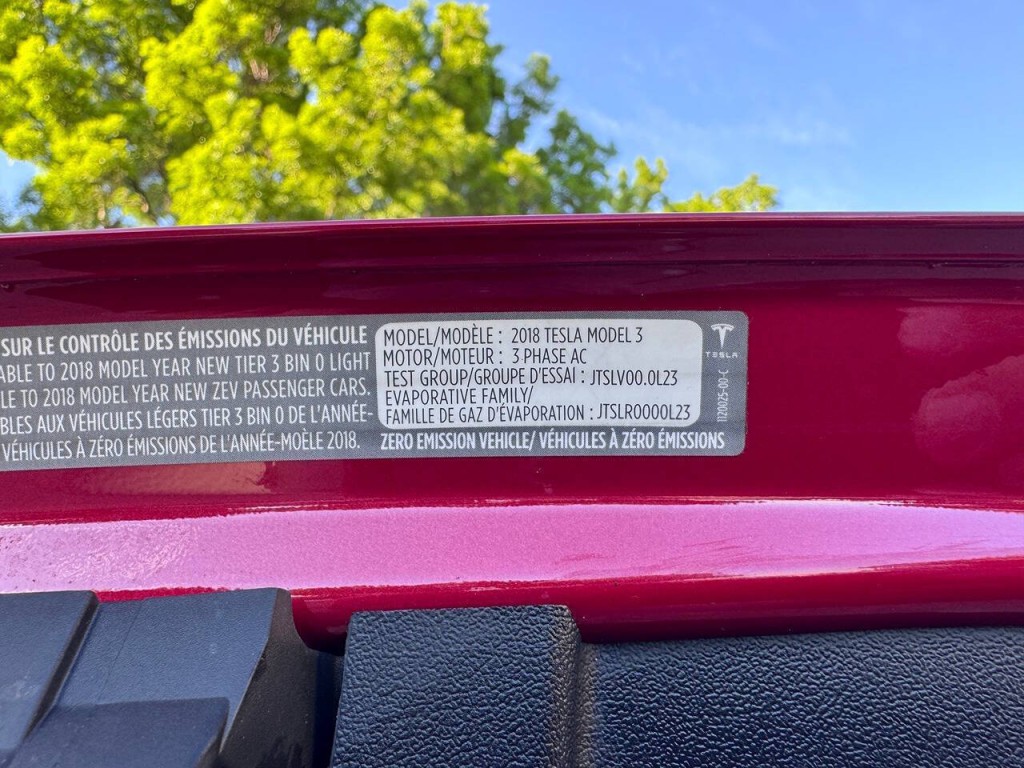 SUR LE CONTRÔLE DES ÉMISSIONS DU VÉHICULE
ABLE TO 2018 MODEL YEAR NEW TIER 3 BIN 0 LIGHT
LE TO 2018 MODEL YEAR NEW ZEV PASSENGER CARS.
BLES AUX VÉHICULES LÉGERS TIER 3 BIN 0 DE L'ANNÉE-
VÉHICULES À ZÉRO ÉMISSIONS DE L'ANNÉE-MOÈLE 2018.
MODEL/MODÈLE : 2018 TESLA MODEL 3
MOTOR/MOTEUR : 3 PHASE AC
TEST GROUP/GROUPE D'ESSAI : JTSLV00.0L23
EVAPORATIVE FAMILY/
FAMILLE DE GAZ D'ÉVAPORATION : JTSLR0000L23
ZERO EMISSION VEHICLE/ VÉHICULES À ZÉRO ÉMISSIONS
TESLA
1120025-00-C